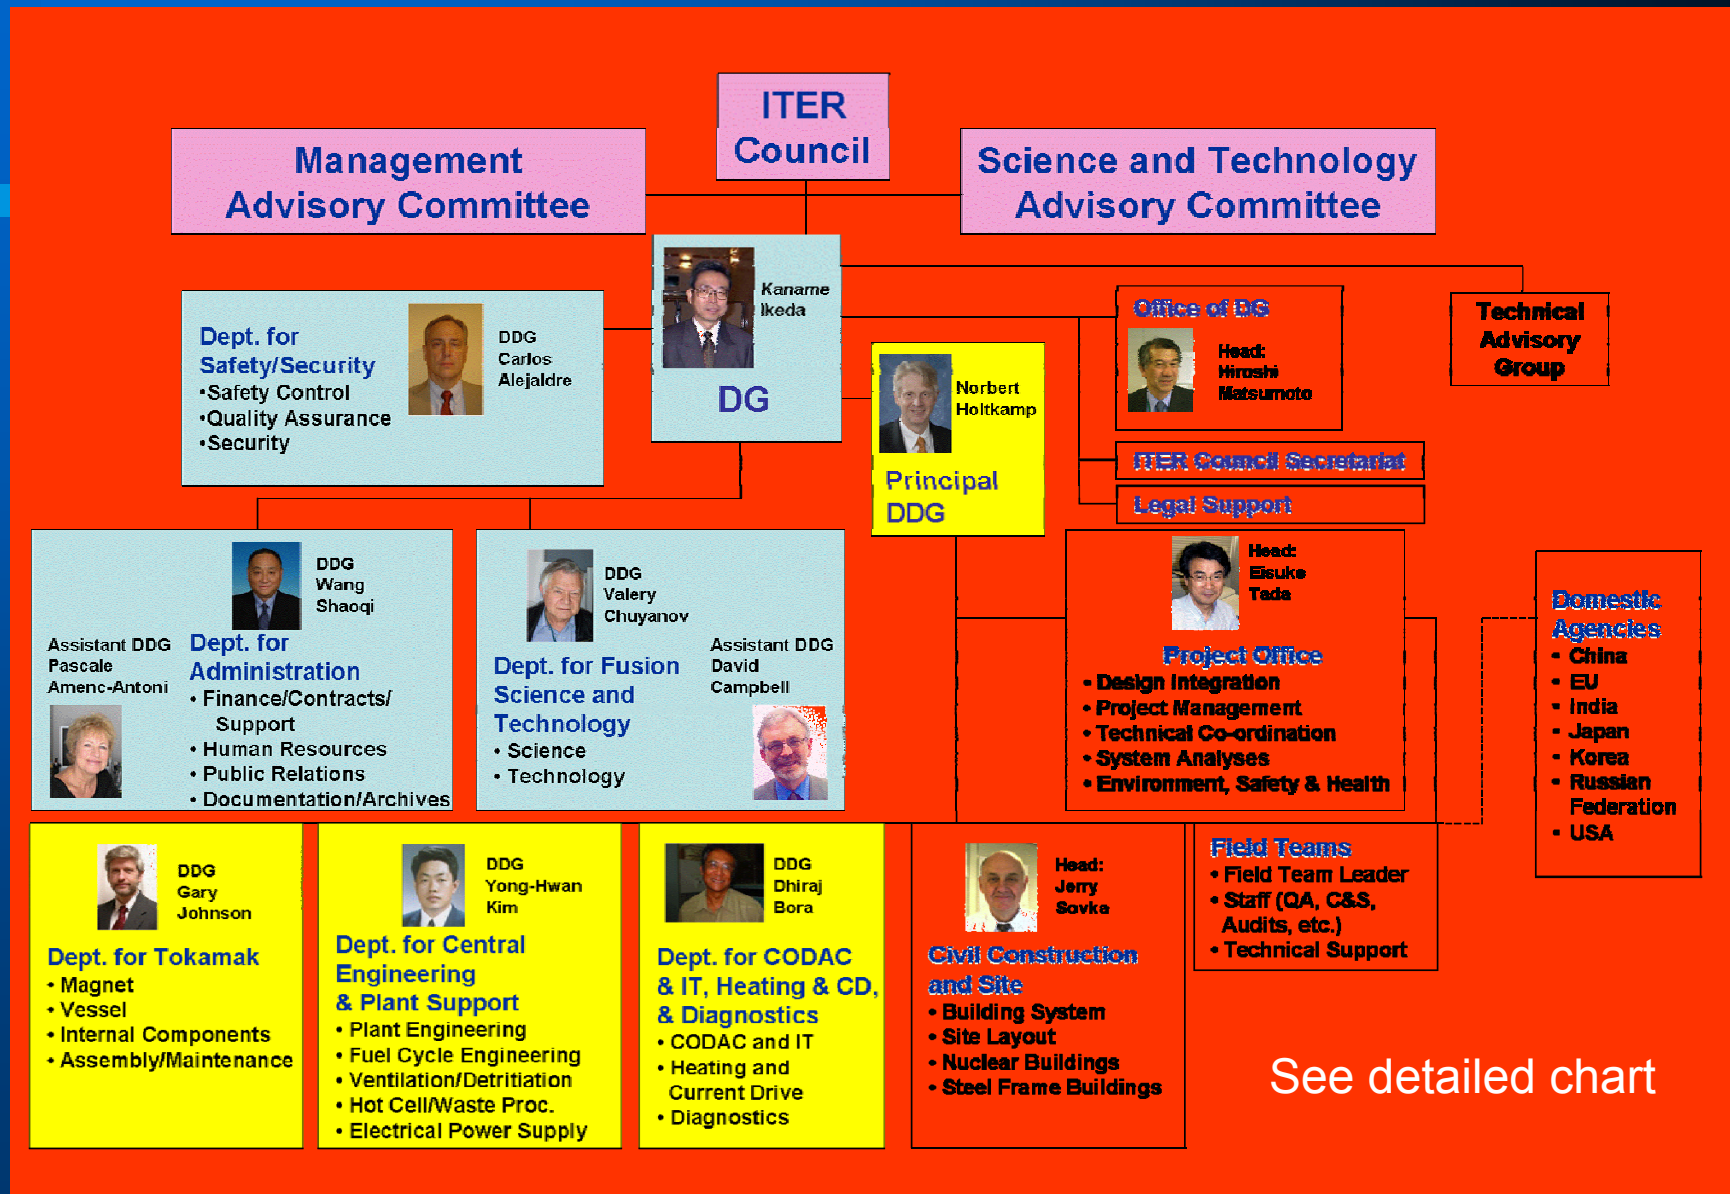 ITER
Council
Management
Advisory Committee
Science and Technology
Advisory Committee
Kaname
Ikeda
DG
Dept. for
Safety/Security
•Safety Control
•Quality Assurance
•Security
DDG
Carlos
Alejaldre
Norbert
Holtkamp
Principal
DDG
Office of DG
Head:
Hiroshi
Matsumoto
Technical
Advisory
Group
ITER Council Secretariat
Legal Support
DDG
Wang
Shaoqi
Assistant DDG
Pascale
Amenc-Antoni
Dept. for
Administration
• Finance/Contracts/
Support
• Human Resources
• Public Relations
• Documentation/Archives
DDG
Valery
Chuyanov
Dept. for Fusion
Science and
Technology
• Science
• Technology
Assistant DDG
David
Campbell
Head:
Eisuke
Tada
Project Office
• Design Integration
• Project Management
• Technical Co-ordination
• System Analyses
• Environment, Safety & Health
Domestic
Agencies
• China
• EU
• India
• Japan
• Korea
• Russian
Federation
• USA
DDG
Gary
Johnson
Dept. for Tokamak
• Magnet
• Vessel
• Internal Components
• Assembly/Maintenance
DDG
Yong-Hwan
Kim
Dept. for Central
Engineering
& Plant Support
• Plant Engineering
• Fuel Cycle Engineering
• Ventilation/Detritiation
• Hot Cell/Waste Proc.
• Electrical Power Supply
DDG
Dhiraj
Bora
Dept. for CODAC
& IT, Heating & CD,
& Diagnostics
• CODAC and IT
• Heating and
Current Drive
• Diagnostics
Head:
Jerry
Sovka
Civil Construction
and Site
• Building System
• Site Layout
• Nuclear Buildings
• Steel Frame Buildings
Field Teams
• Field Team Leader
• Staff (QA, C&S,
Audits, etc.)
• Technical Support
See detailed chart